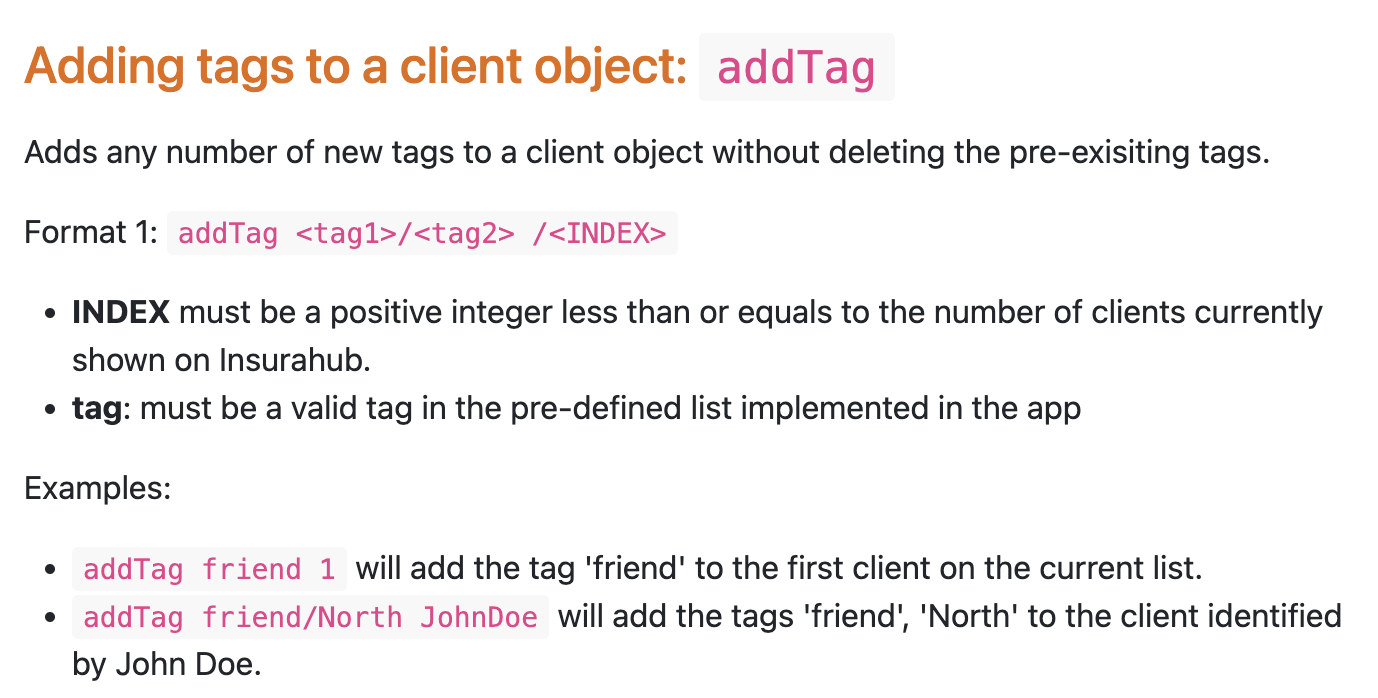 Adding tags to a client object: addTag
Adds any number of new tags to a client object without deleting the pre-exisiting tags.
Format 1: addTag <tag1>/<tag2> /<INDEX>
• INDEX must be a positive integer less than or equals to the number of clients currently
shown on Insurahub.
• tag: must be a valid tag in the pre-defined list implemented in the app
Examples:
• addTag friend 1 will add the tag 'friend' to the first client on the current list.
• addTag friend/North JohnDoe will add the tags 'friend', 'North' to the client identified
by John Doe.